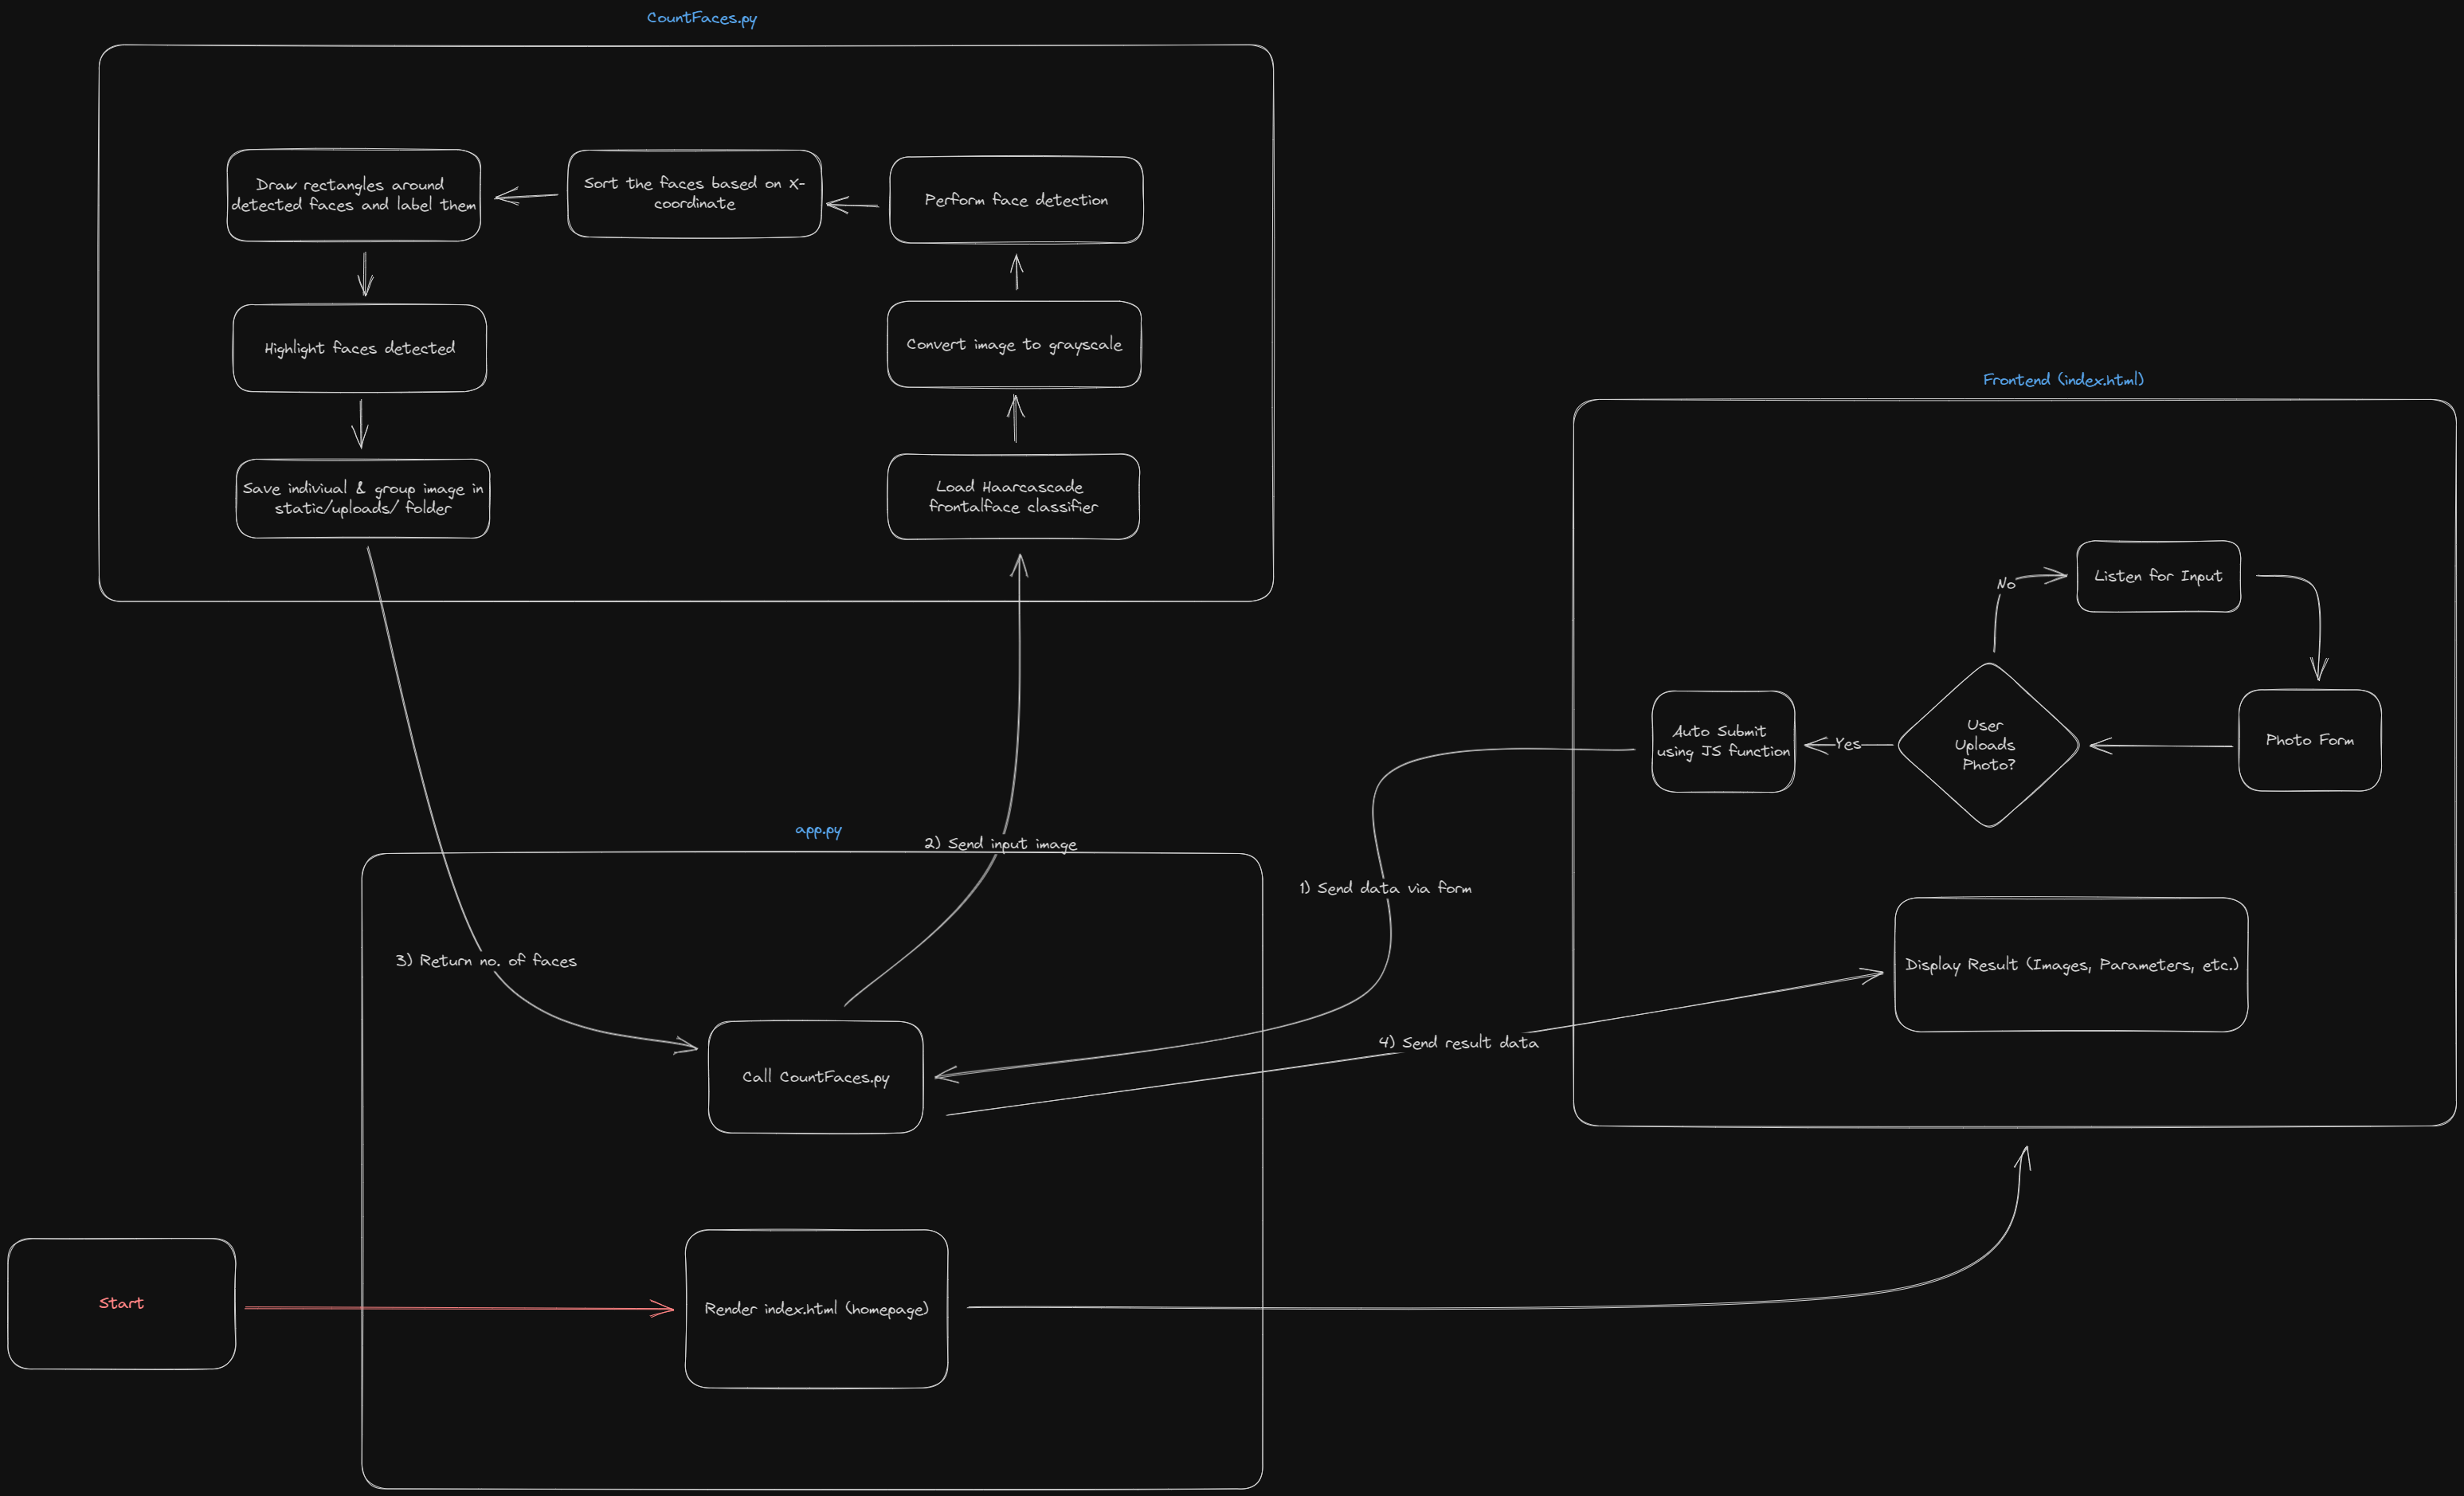 CountFaces.py
Draw rectangles around
detected faces and label them
Sort the faces based on X-
coordinate
Perform face detection
Highlight faces detected
Convert image to grayscale
Save indiviual & group image in
static/uploads/ folder
Load Haarcascade
frontalface classifier
Frontend (index.html)
No
Listen for Input
Auto Submit
using JS function
Yes
User
Uploads
Photo?
Photo Form
Display Result (Images, Parameters, etc.)
app.py
2) Send input image
1) Send data via form
3) Return no. of faces
4) Send result data
Call CountFaces.py
Start
Render index.html (homepage)